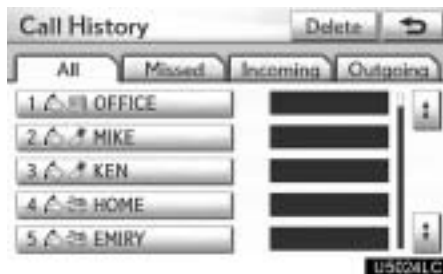 Call History Delete
All Missed Incoming Outgoing
1 OFFICE
2 MIKE
3 KEN
4 HOME
5 EMIRY
U5024LC